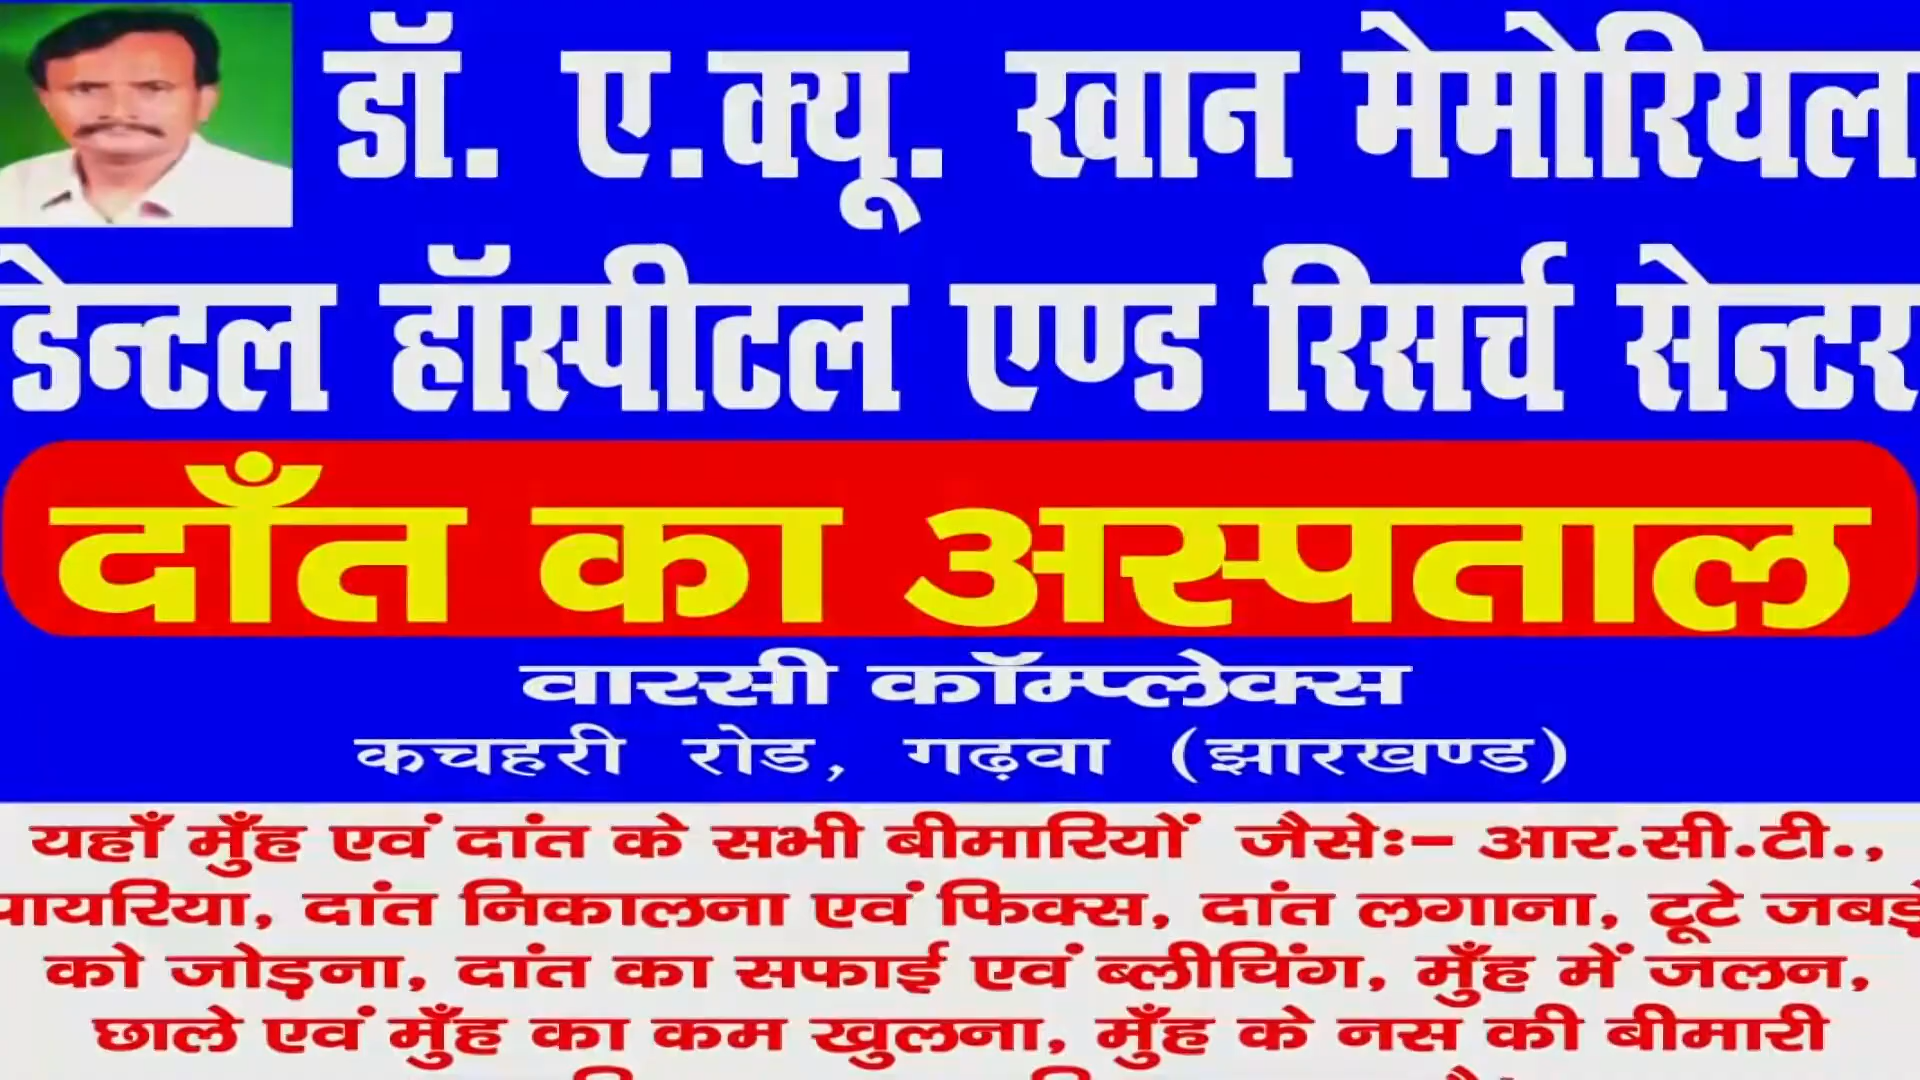 डॉ. ए.क्यू. खान मेमोरियल
डेन्टल हॉस्पीटल एण्ड रिसर्च सेन्टर
दाँत का अस्पताल
वारसी कॉम्प्लेक्स
कचहरी रोड, गढ़वा (झारखण्ड)
यहाँ मुँह एवं दांत के सभी बीमारियों जैसेः- आर.सी.टी.,
पायरिया, दांत निकालना एवं फिक्स, दांत लगाना, टूटे जबड़े
को जोड़ना, दांत का सफाई एवं ब्लीचिंग, मुँह में जलन,
छाले एवं मुँह का कम खुलना, मुँह के नस की बीमारी